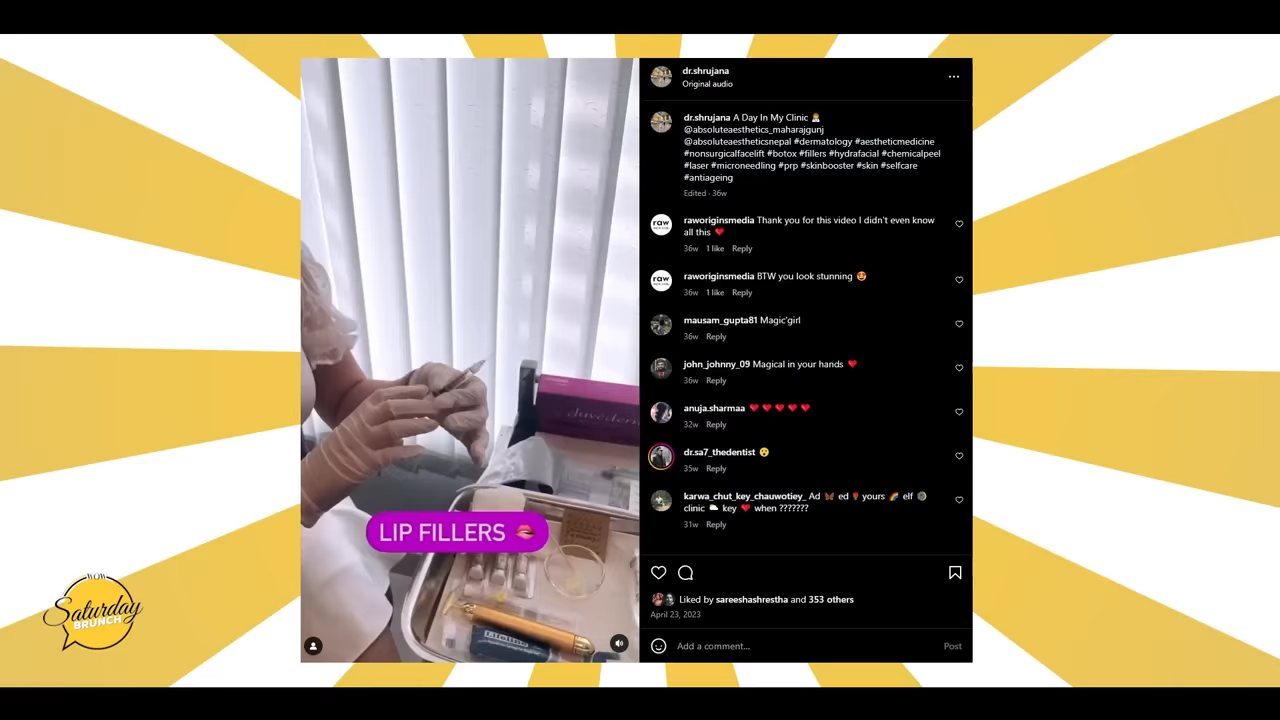 dr.shrujana
Original audio
dr.shrujana A Day In My Clinic 👩‍⚕️
@absoluteaesthetics_maharajgunj
@absoluteaestheticsnepal #dermatology #aestheticmedicine
#nonsurgicalfacelift #botox #fillers #hydrafacial #chemicalpeel
#laser #microneedling #prp #skinbooster #skin #selfcare
#antiageing
Edited · 36w
raw
raworiginsmedia Thank you for this video I didn't even know
all this ❤️
36w 1 like Reply
raw
raworiginsmedia BTW you look stunning 🤩
36w 1 like Reply
mausam_gupta81 Magic'girl
36w Reply
john_johnny_09 Magical in your hands ❤️
36w Reply
anuja.sharmaa ❤️❤️❤️❤️❤️
32w Reply
dr.sa7_thedentist 😮
35w Reply
karwa_chut_key_chauwotiey_ Ad 🦋 ed 🌹 yours 🌈 elf
clinic key ❤️ when ???????
31w Reply
Liked by sareeshashrestha and 353 others
April 23, 2023
Add a comment...
Post
LIP FILLERS 💋
WOW
Saturday
BRUNCH